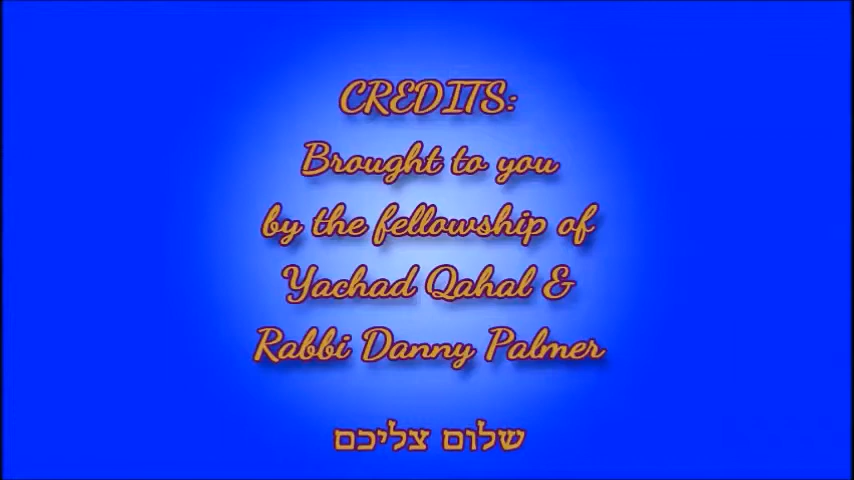 CREDITS:
Brought to you
by the fellowship of
Yachad Qahal &
Rabbi Danny Palmer
שלום צליכם